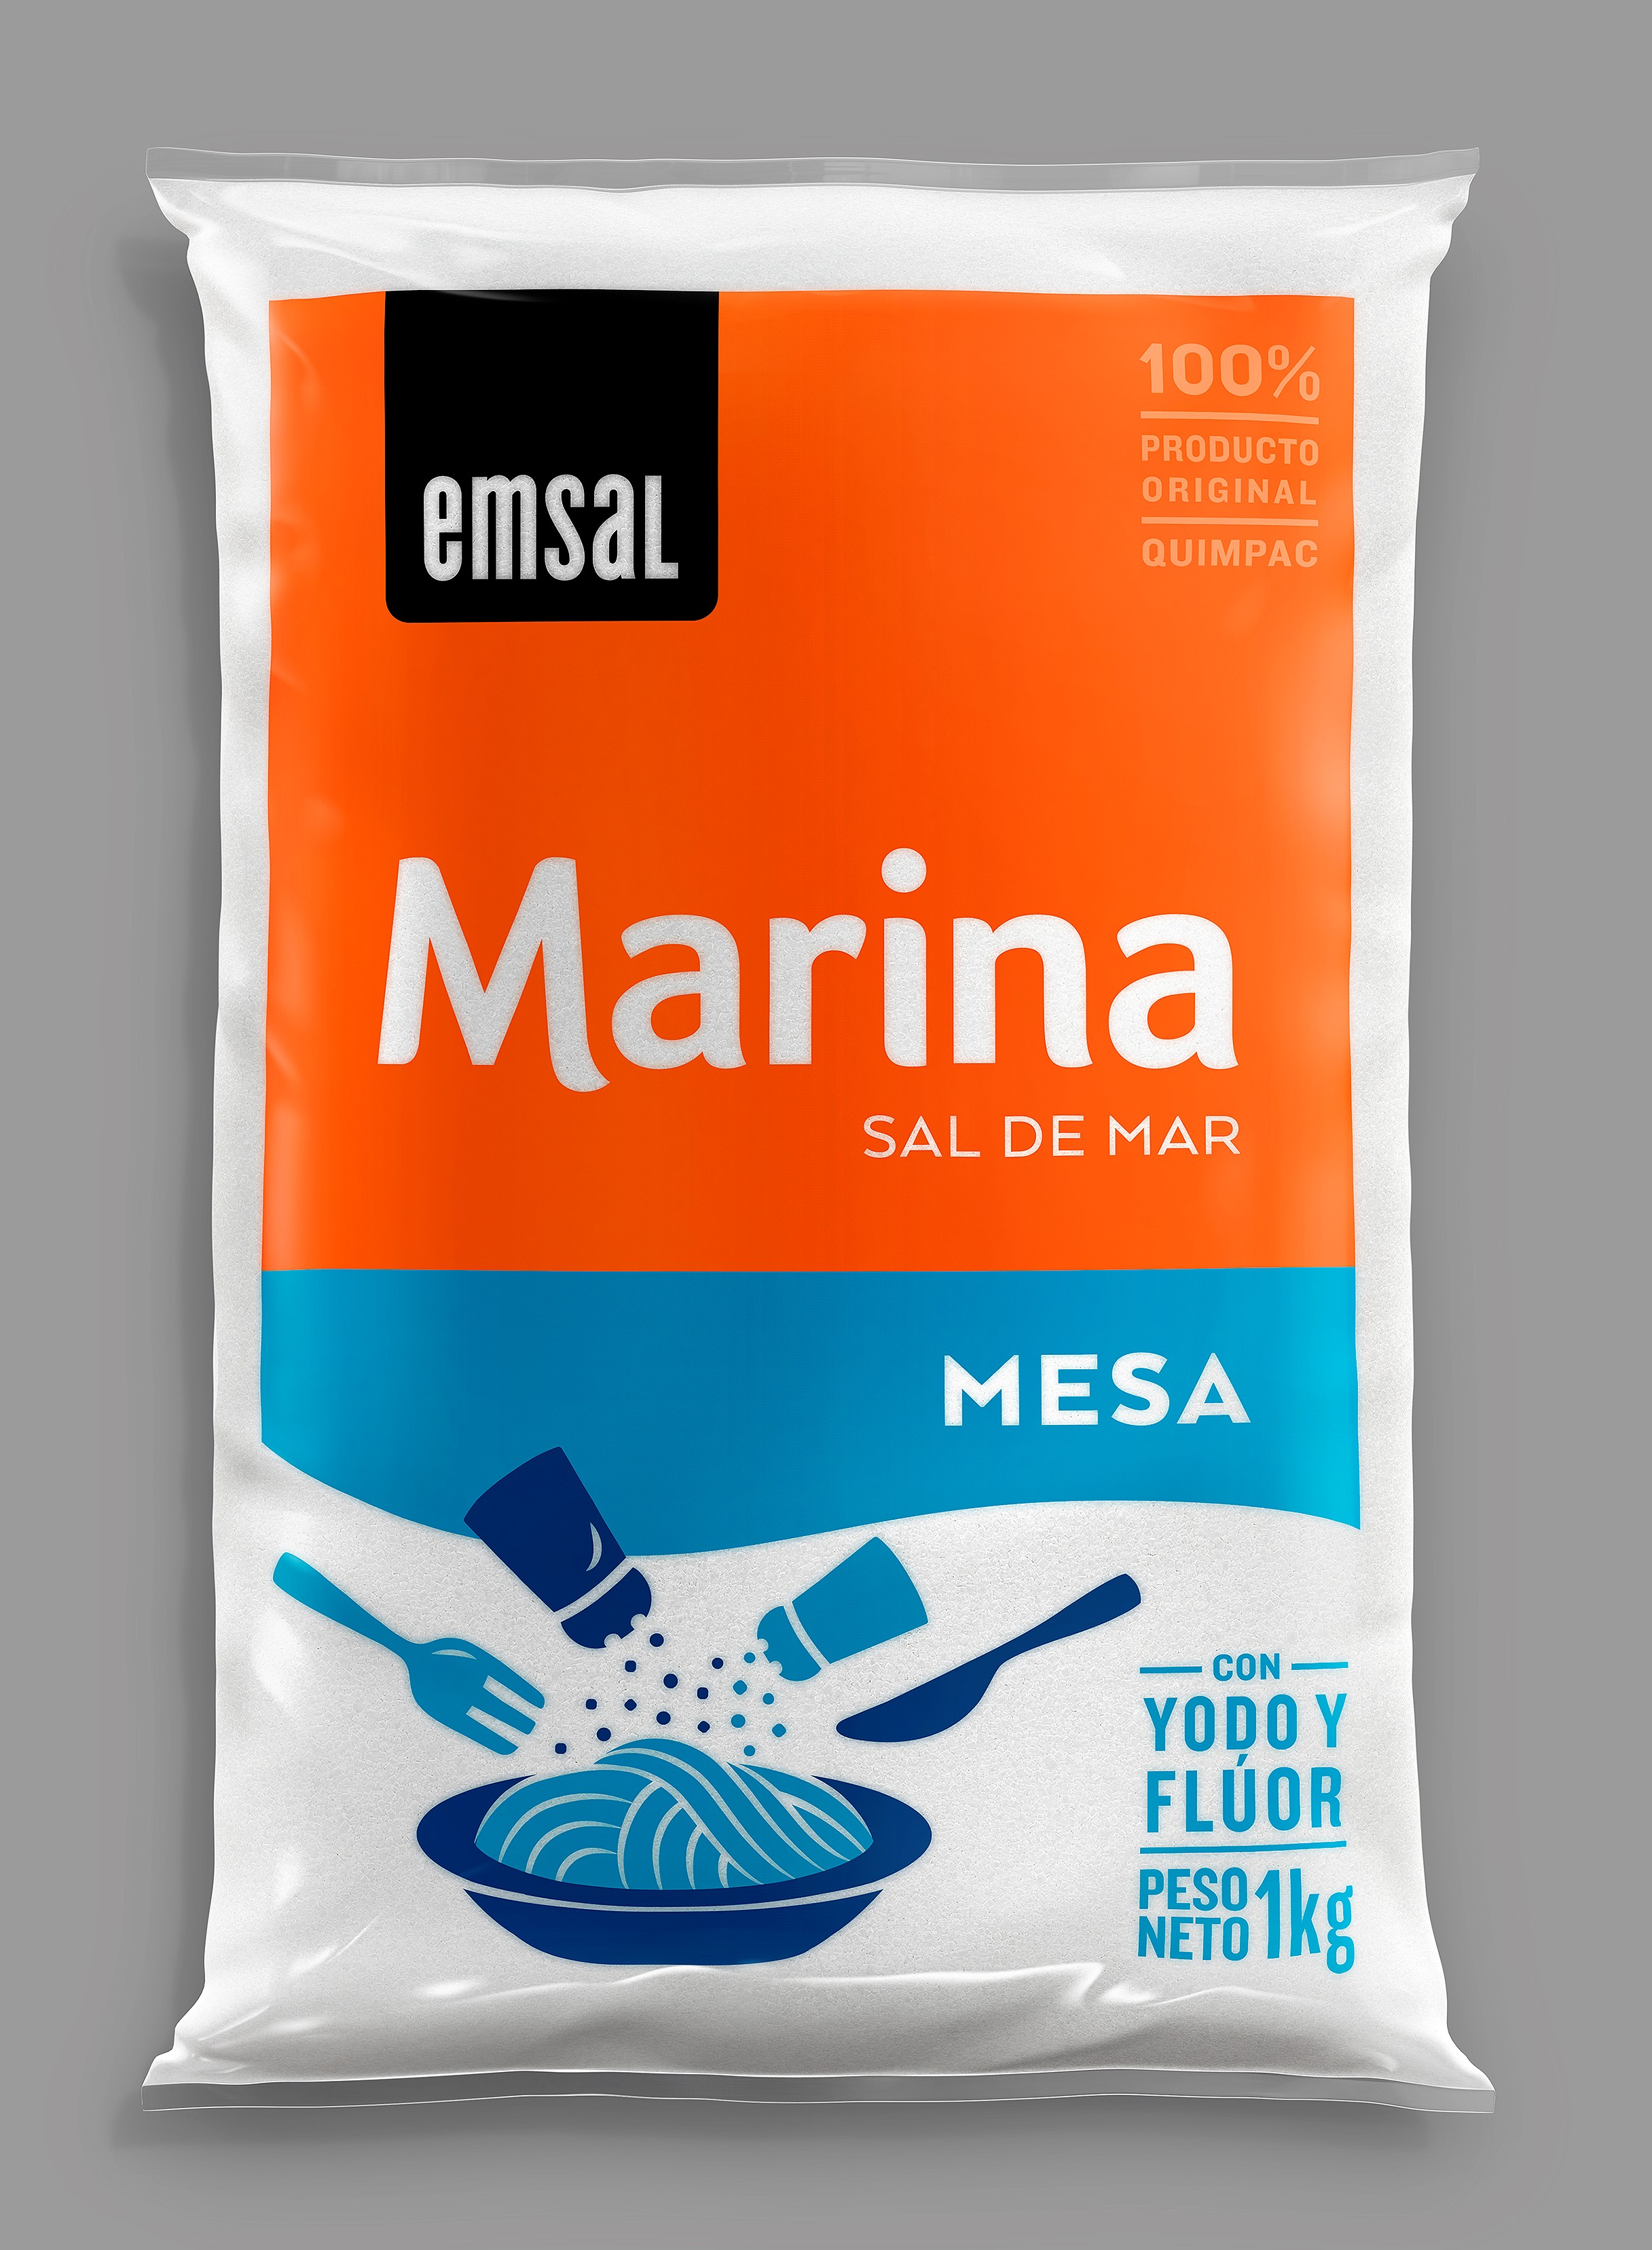 emsal
100%
PRODUCTO
ORIGINAL
QUIMPAC
Marina
SAL DE MAR
MESA
CON
YODO Y
FLÚOR
PESO
NETO 1kg